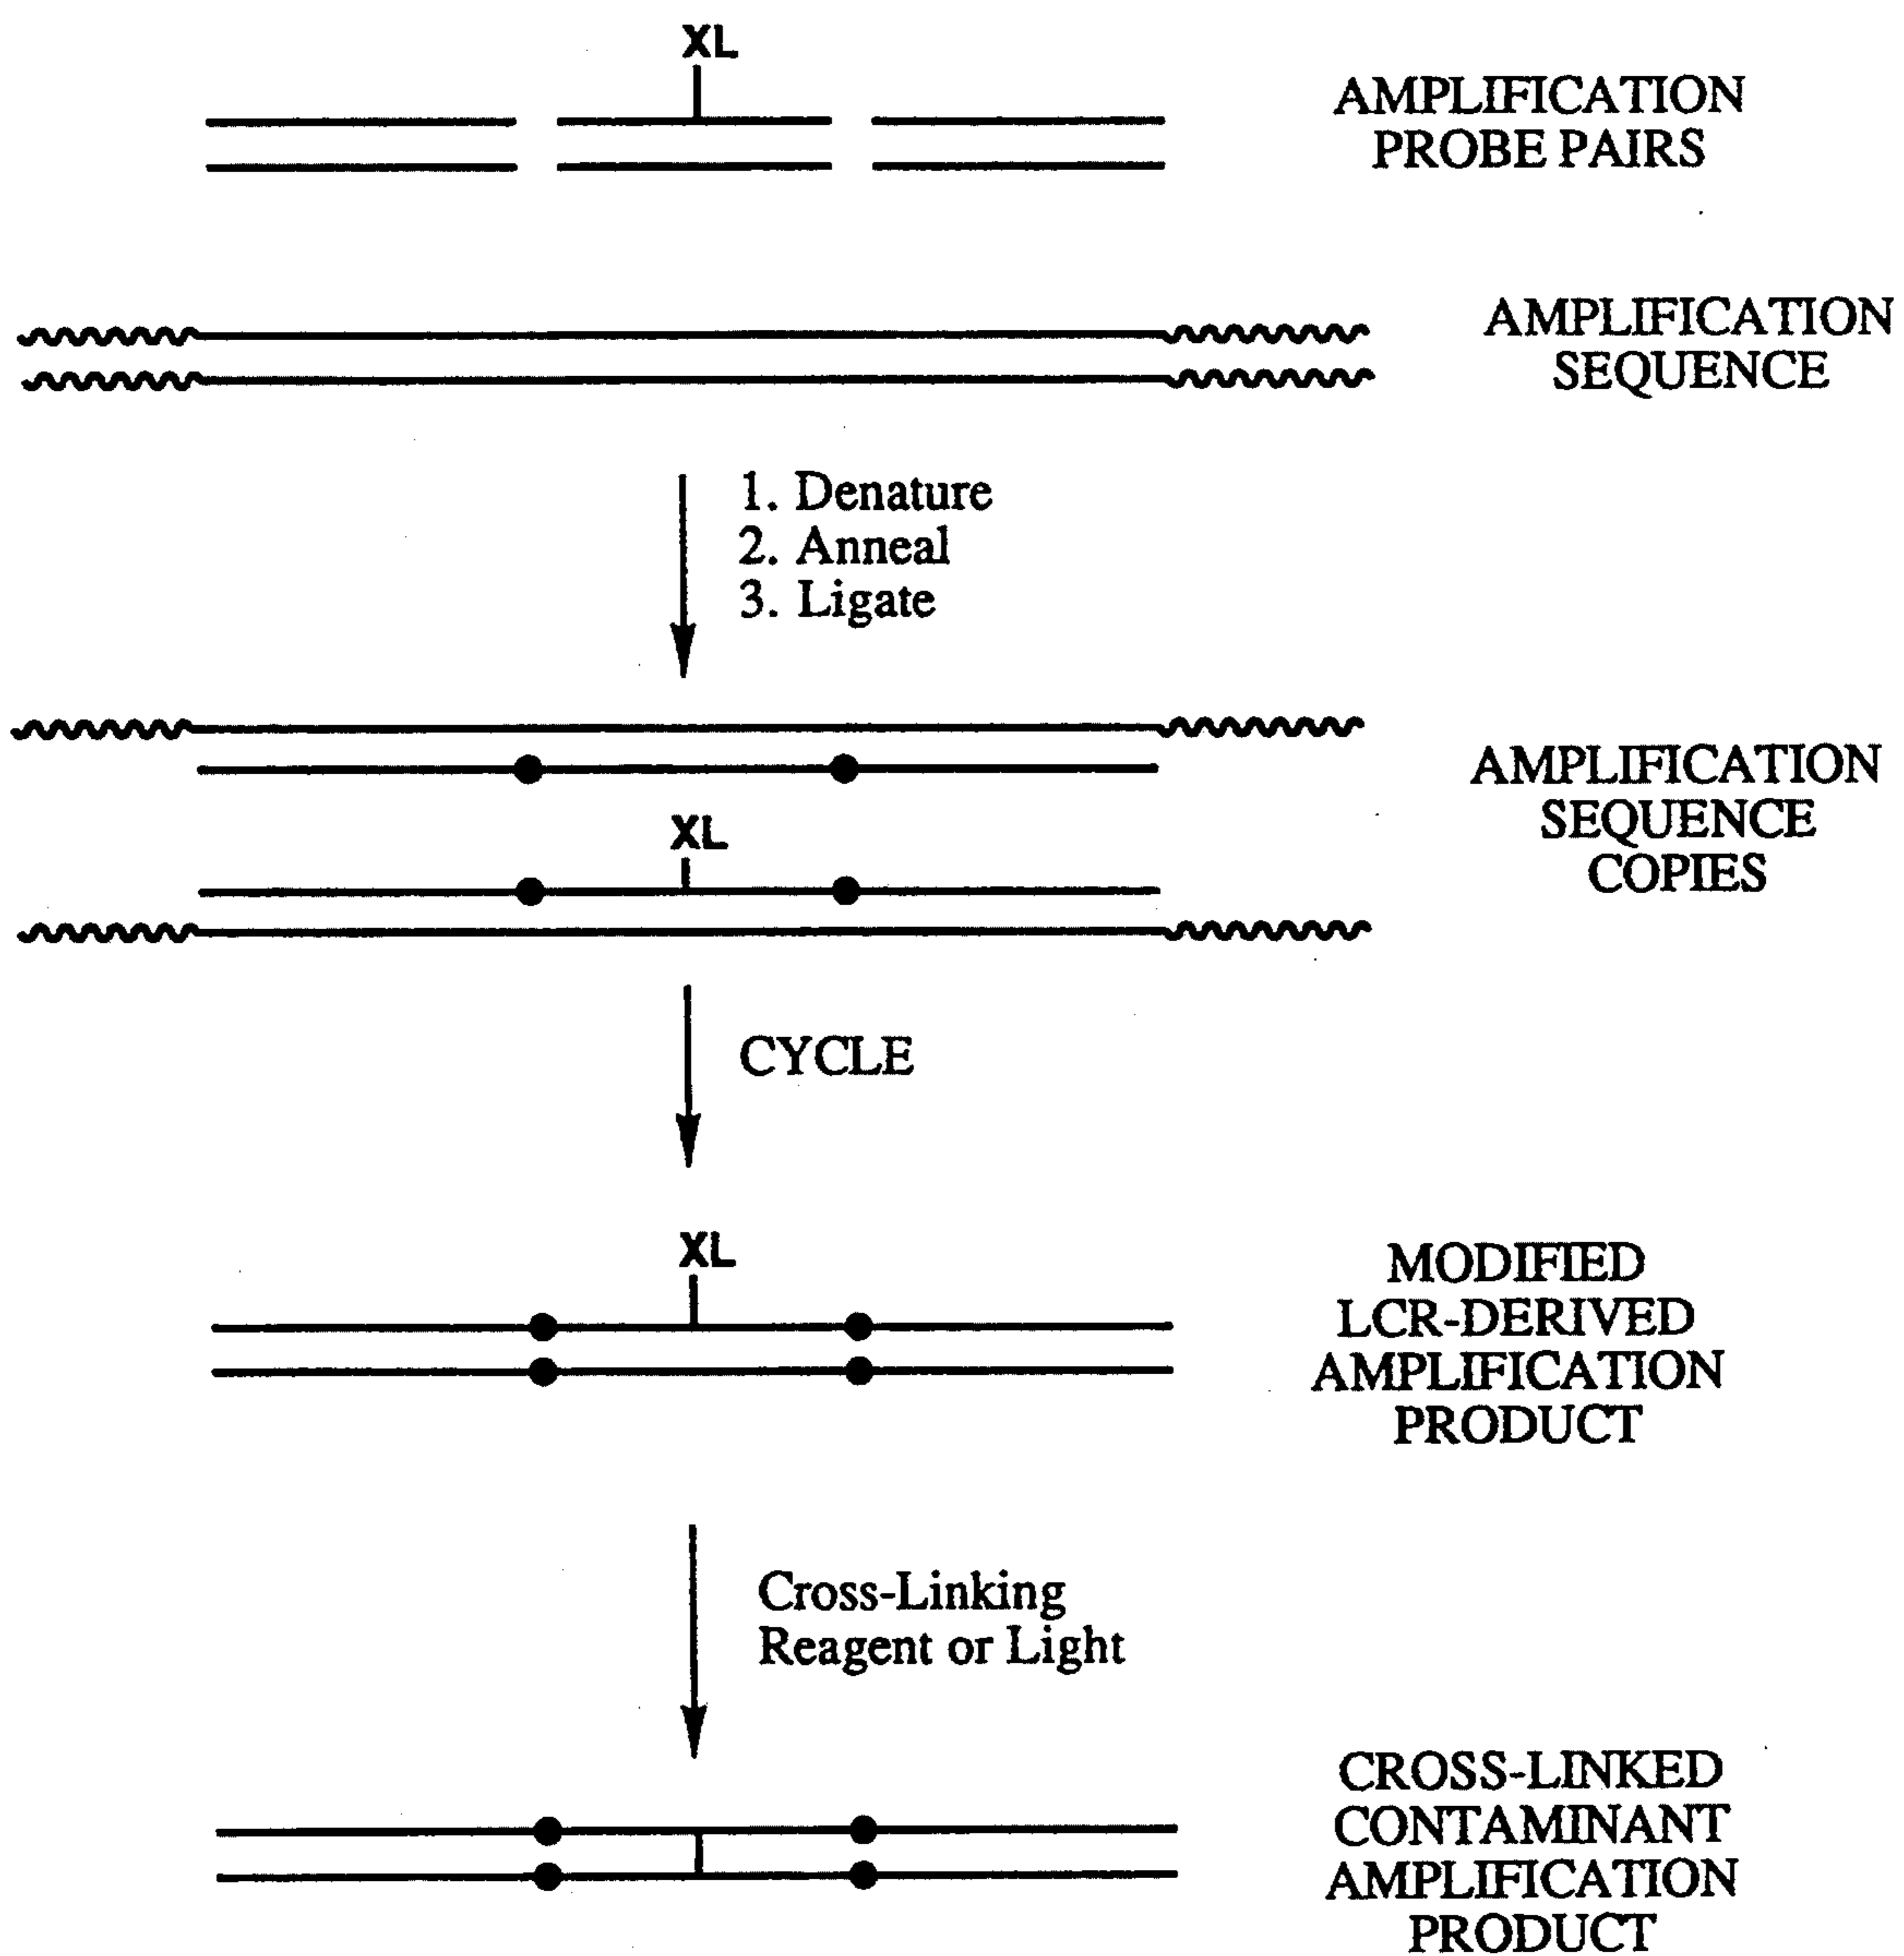 XL
AMPLIFICATION
PROBE PAIRS
AMPLIFICATION
SEQUENCE
1. Denature
2. Anneal
3. Ligate
AMPLIFICATION
SEQUENCE
COPIES
XL
CYCLE
XL
MODIFIED
LCR-DERIVED
AMPLIFICATION
PRODUCT
Cross-Linking
Reagent or Light
CROSS-LINKED
CONTAMINANT
AMPLIFICATION
PRODUCT